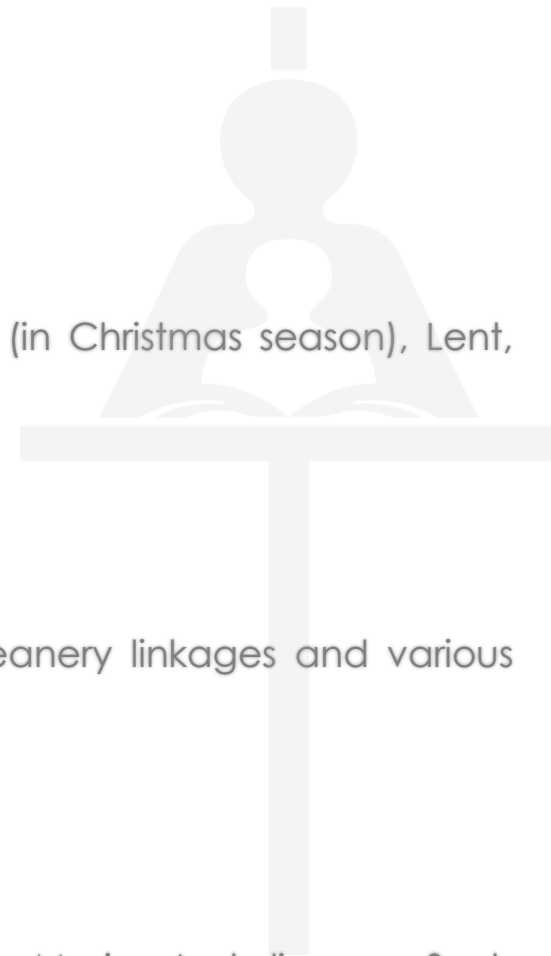 (in Christmas season), Lent,
eanery linkages and various